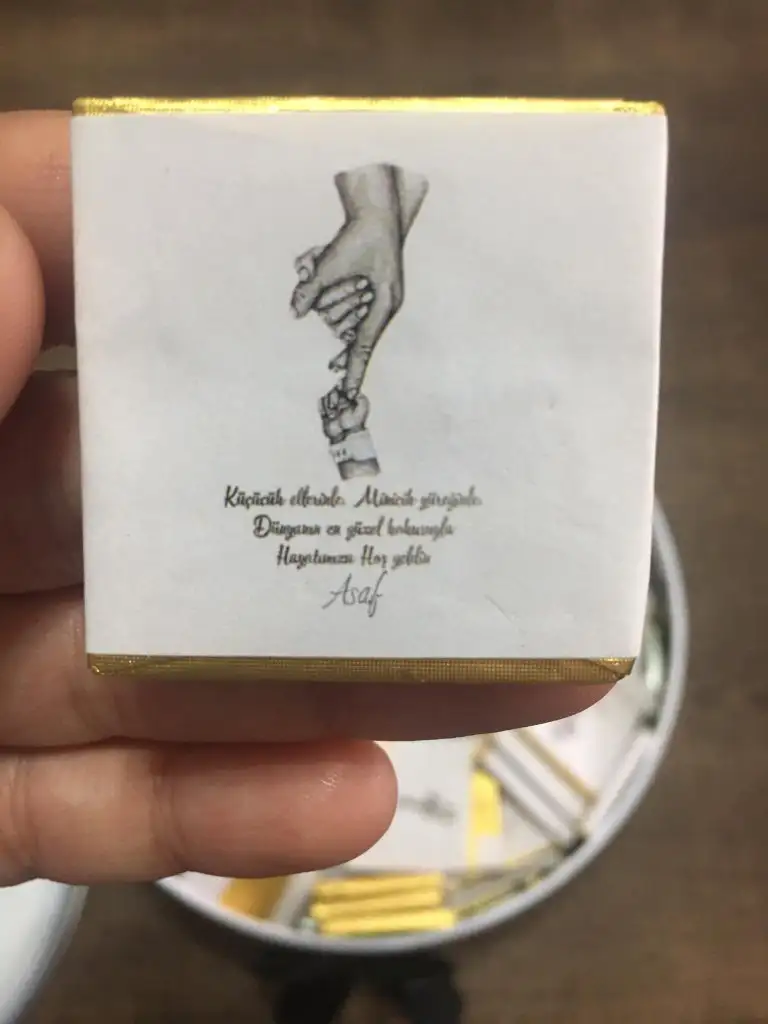 Küçücük ellerinle, Minicik yüreğinle,
Dünyanın en güzel kokusuyla
Hayatımıza Hoş geldin
Asaf